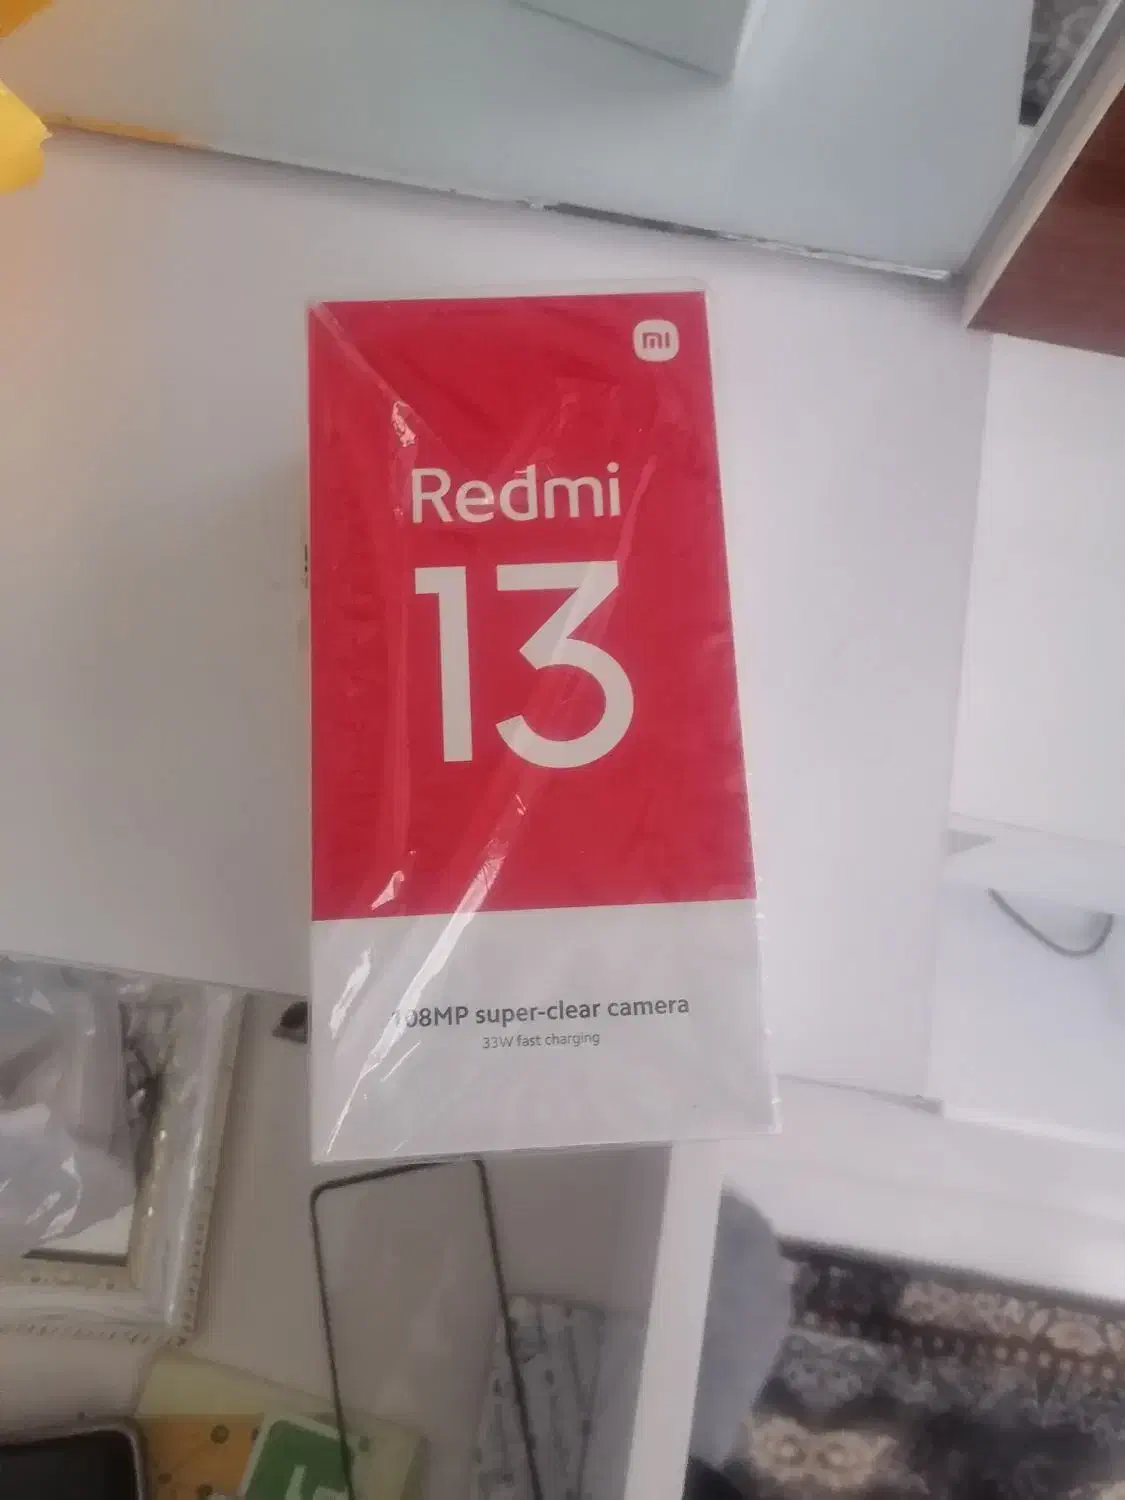 mi
Redmi
13
108MP super-clear camera
33W fast charging